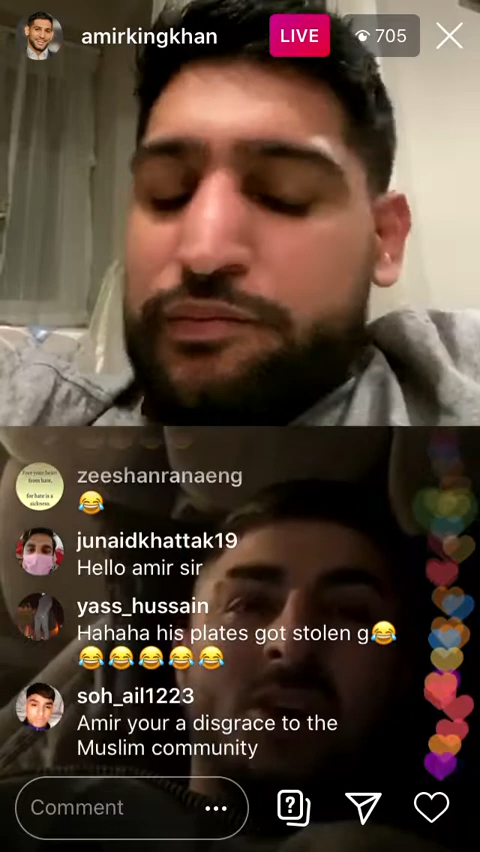 amirkingkhan
LIVE
705
zeeshranaeng
😂
junaidkhattak19
Hello amir sir
yass_hussain
Hahaha his plates got stolen g😂
😂😂😂😂😂
soh_ail1223
Amir your a disgrace to the
Muslim community
Comment